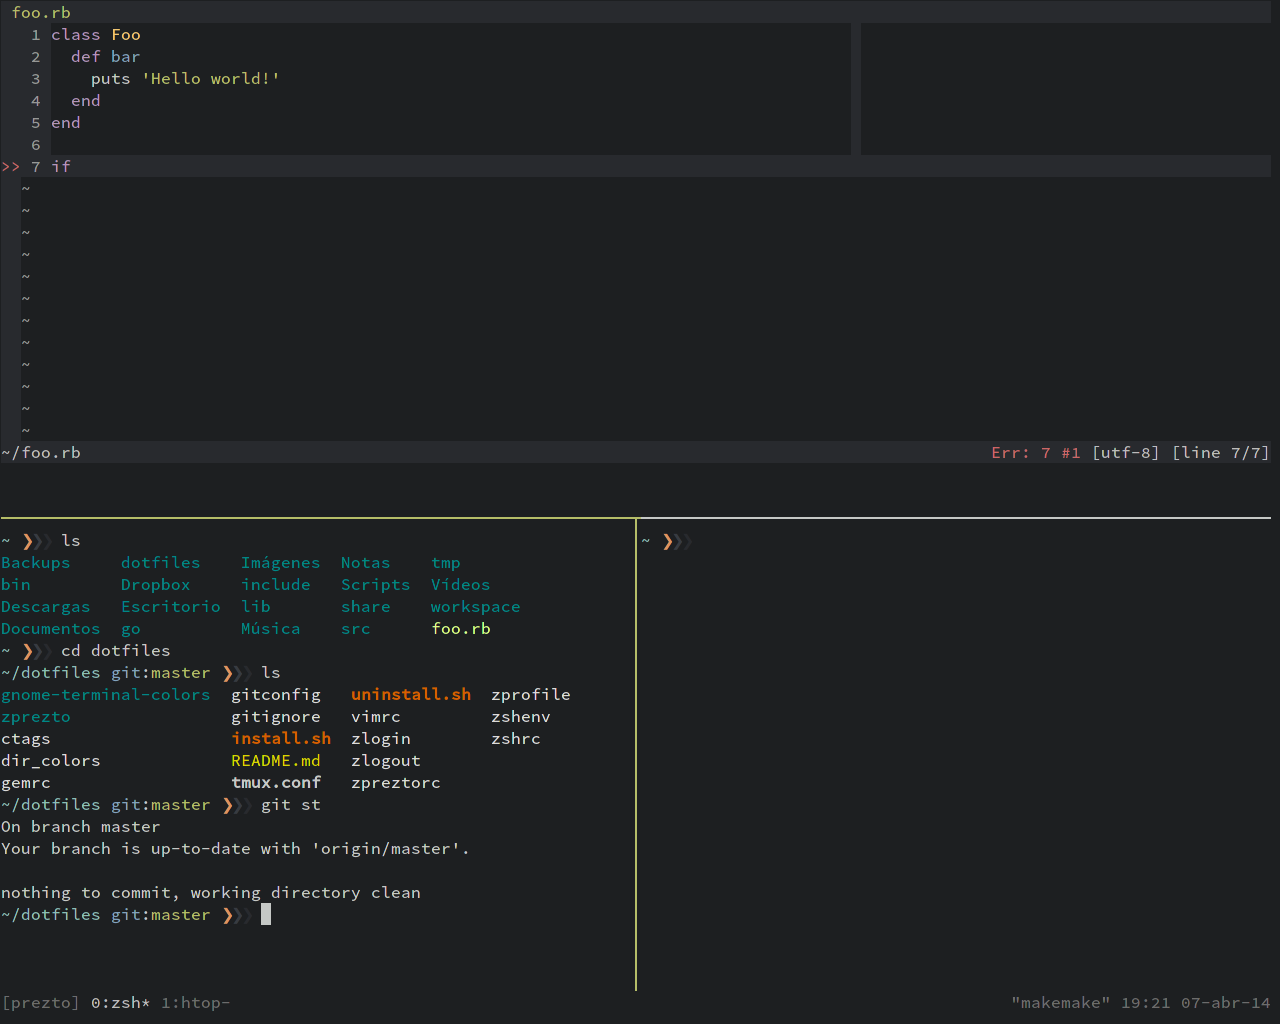 foo.rb
1 class Foo
2   def bar
3     puts 'Hello world!'
4   end
5 end
6
>> 7 if
~
~
~
~
~
~
~
~
~
~
~
~
~/foo.rb Err: 7 #1 [utf-8] [line 7/7]
~ ❯❯❯ ls
Backups dotfiles Imágenes Notas tmp
bin Dropbox include Scripts Vídeos
Descargas Escritorio lib share workspace
Documentos go Música src foo.rb
~ ❯❯❯ cd dotfiles
~/dotfiles git:master ❯❯❯ ls
gnome-terminal-colors gitconfig uninstall.sh zprofile
zprezto gitignore vimrc zshenv
ctags install.sh zlogin zshrc
dir_colors README.md zlogout
gemrc tmux.conf zpreztorc
~/dotfiles git:master ❯❯❯ git st
On branch master
Your branch is up-to-date with 'origin/master'.
nothing to commit, working directory clean
~/dotfiles git:master ❯❯❯
~ ❯❯❯
[prezto] 0:zsh* 1:htop- "makemake" 19:21 07-abr-14